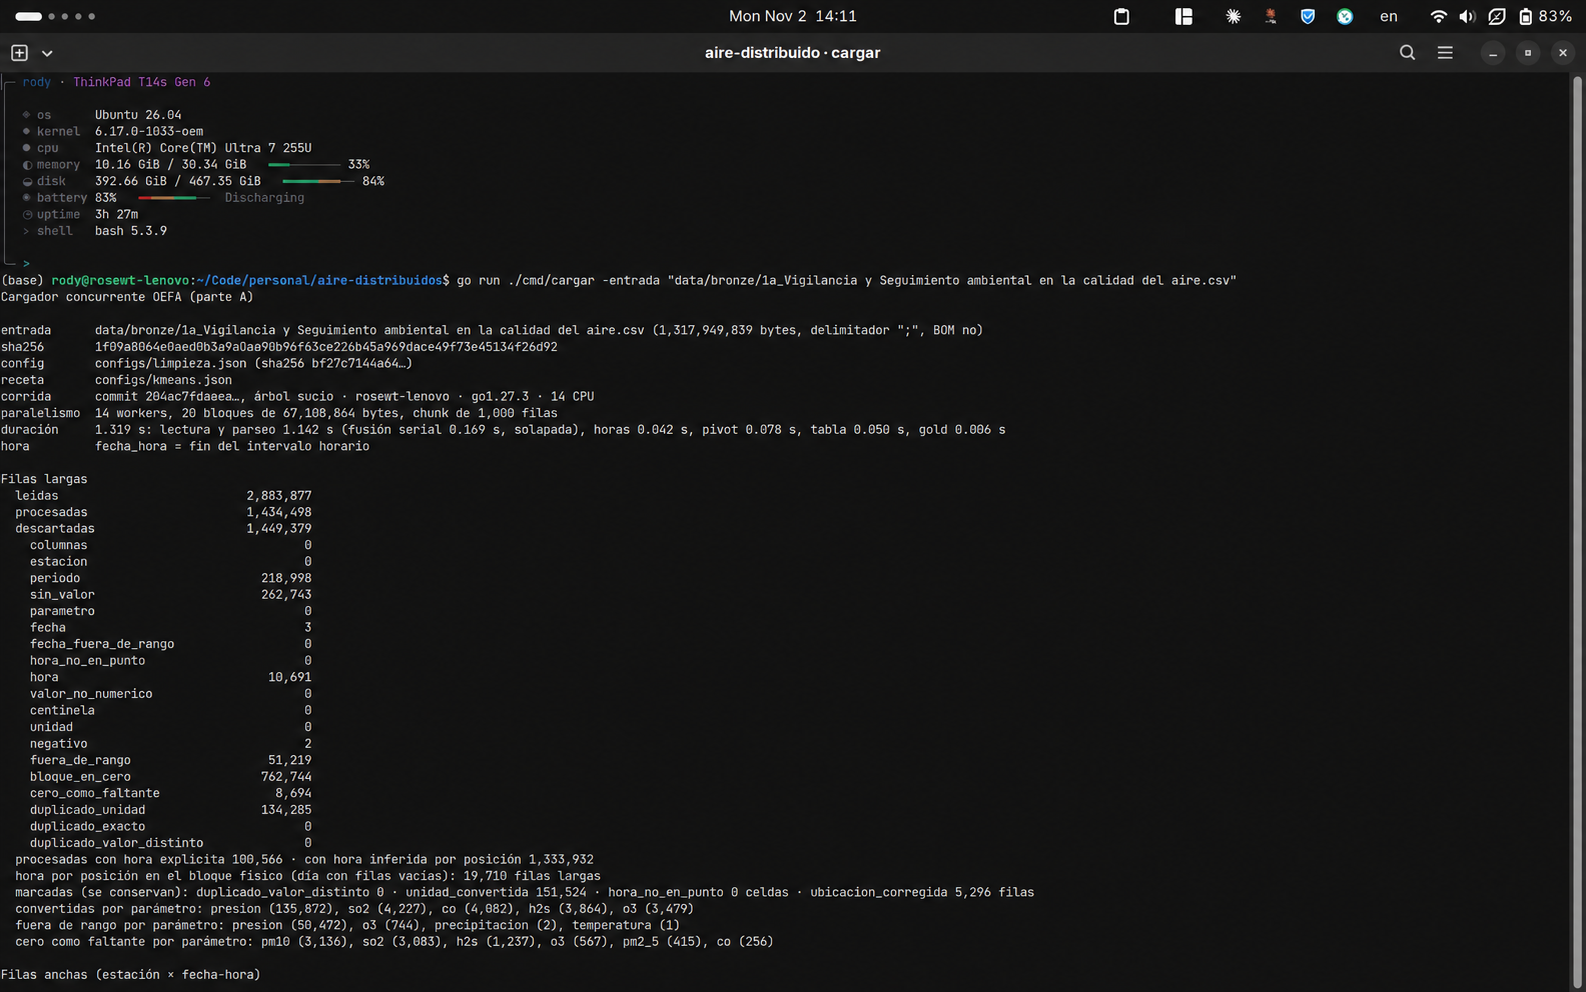 Mon Nov 2 14:11
en
83%
aire-distribuido · cargar
rody · ThinkPad T14s Gen 6
os Ubuntu 26.04
kernel 6.17.0-1033-oem
cpu Intel(R) Core(TM) Ultra 7 255U
memory 10.16 GiB / 30.34 GiB 33%
disk 392.66 GiB / 467.35 GiB 84%
battery 83% Discharging
uptime 3h 27m
> shell bash 5.3.9
>
(base) rody@rosewt-lenovo:~/Code/personal/aire-distribuidos$ go run ./cmd/cargar -entrada "data/bronze/1a_Vigilancia y Seguimiento ambiental en la calidad del aire.csv"
Cargador concurrente OEFA (parte A)
entrada data/bronze/1a_Vigilancia y Seguimiento ambiental en la calidad del aire.csv (1,317,949,839 bytes, delimitador ";", BOM no)
sha256 1f09a8064e0aed0b3a9a0ae90b96f63ce226b45a969dace49f73e45134f26d92
config configs/limpieza.json (sha256 bf27c7144a64…)
receta configs/kmeans.json
corrida commit 204ac7fdaeea…, árbol sucio · rosewt-lenovo · go1.27.3 · 14 CPU
paralelismo 14 workers, 20 bloques de 67,108,864 bytes, chunk de 1,000 filas
duración 1.319 s: lectura y parseo 1.142 s (fusión serial 0.169 s, solapada), horas 0.042 s, pivot 0.078 s, tabla 0.050 s, gold 0.006 s
hora fecha_hora = fin del intervalo horario
Filas largas
leidas 2,883,877
procesadas 1,434,498
descartadas 1,449,379
columnas 0
estacion 0
periodo 218,998
sin_valor 262,743
parametro 0
fecha 3
fecha_fuera_de_rango 0
hora_no_en_punto 0
hora 10,691
valor_no_numerico 0
centinela 0
unidad 0
negativo 2
fuera_de_rango 51,219
bloque_en_cero 762,744
cero_como_faltante 8,694
duplicado_unidad 134,285
duplicado_exacto 0
duplicado_valor_distinto 0
procesadas con hora explicita 100,566 · con hora inferida por posición 1,333,932
hora por posición en el bloque fisico (día con filas vacias): 19,710 filas largas
marcadas (se conservan): duplicado_valor_distinto 0 · unidad_convertida 151,524 · hora_no_en_punto 0 celdas · ubicacion_corregida 5,296 filas
convertidas por parámetro: presion (135,872), so2 (4,227), co (4,082), h2s (3,864), o3 (3,479)
fuera de rango por parámetro: presion (50,472), o3 (744), precipitacion (2), temperatura (1)
cero como faltante por parámetro: pm10 (3,136), so2 (3,083), h2s (1,237), o3 (567), pm2_5 (415), co (256)
Filas anchas (estación × fecha-hora)